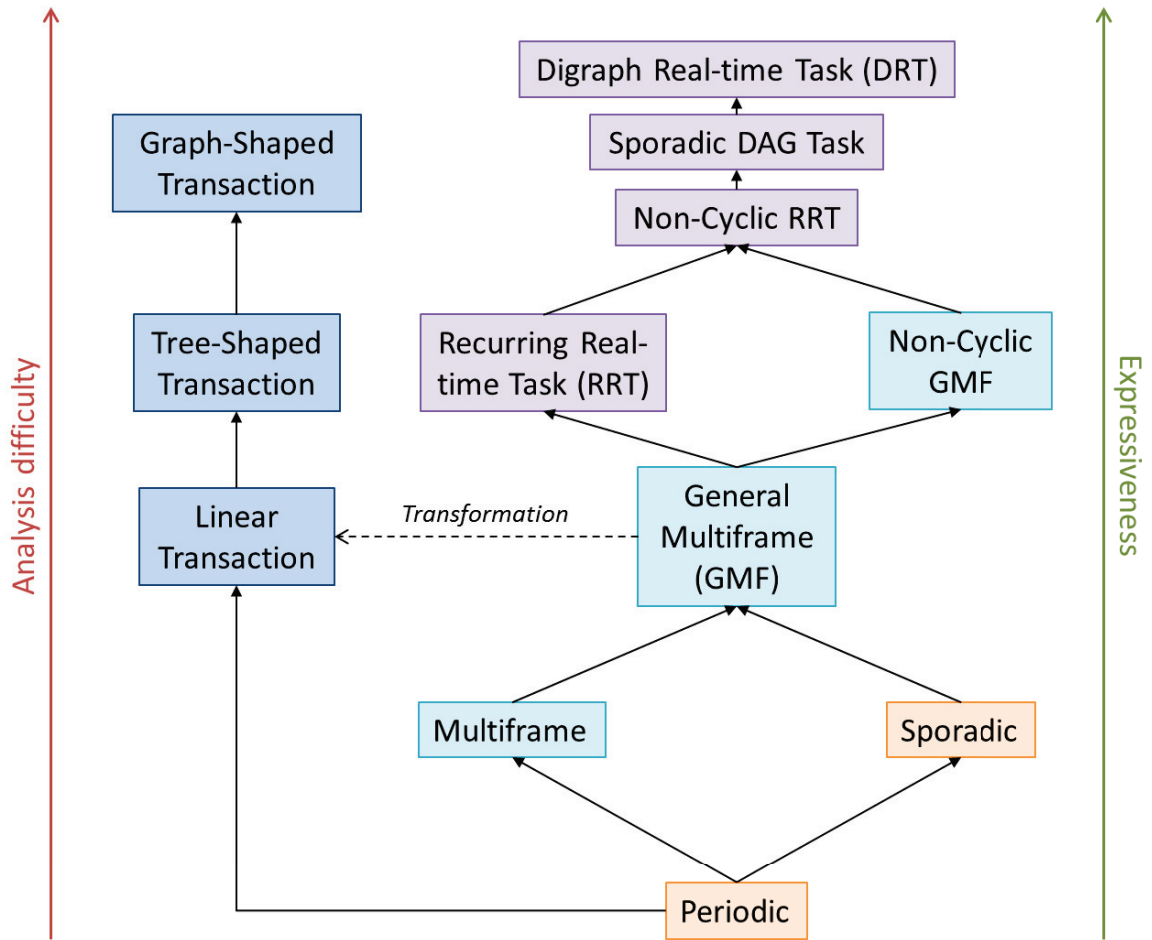 Digraph Real-time Task (DRT)
Graph-Shaped
Transaction
Sporadic DAG Task
Non-Cyclic RRT
Tree-Shaped
Transaction
Recurring Real-
time Task (RRT)
Non-Cyclic
GMF
Analysis difficulty
Expressiveness
Linear
Transaction
Transformation
General
Multiframe
(GMF)
Multiframe
Sporadic
Periodic